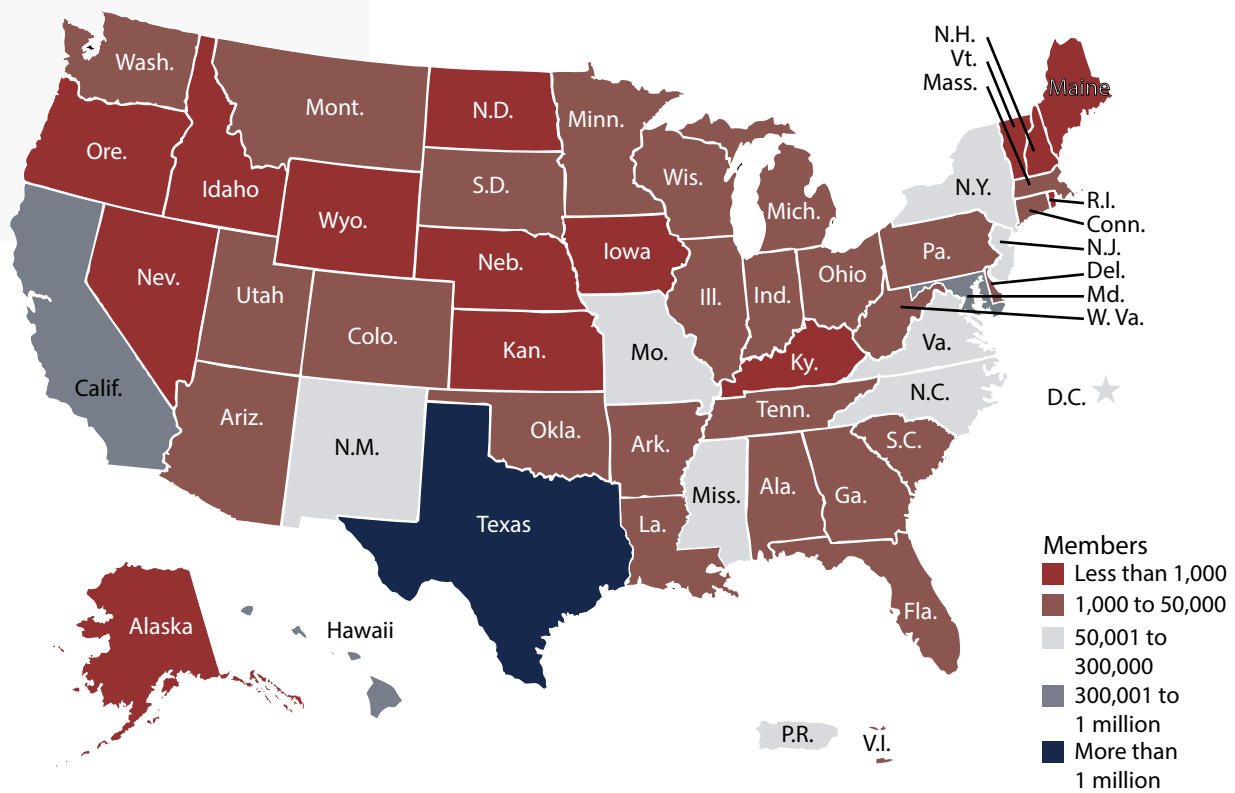 N.H.
Vt.
Mass.
Wash.
Mont.
N.D.
Minn.
Maine
Ore.
Idaho
S.D.
Wis.
Mich.
N.Y.
Wyo.
R.I.
Conn.
N.J.
Del.
Md.
W. Va.
Nev.
Utah
Neb.
Iowa
Ill.
Ind.
Ohio
Pa.
Colo.
Kan.
Mo.
Ky.
Va.
Calif.
Ariz.
N.M.
Okla.
Ark.
Tenn.
N.C.
D.C.
S.C.
Texas
La.
Miss.
Ala.
Ga.
Fla.
Alaska
Hawaii
P.R.
V.I.
Members
Less than 1,000
1,000 to 50,000
50,001 to
300,000
300,001 to
1 million
More than
1 million